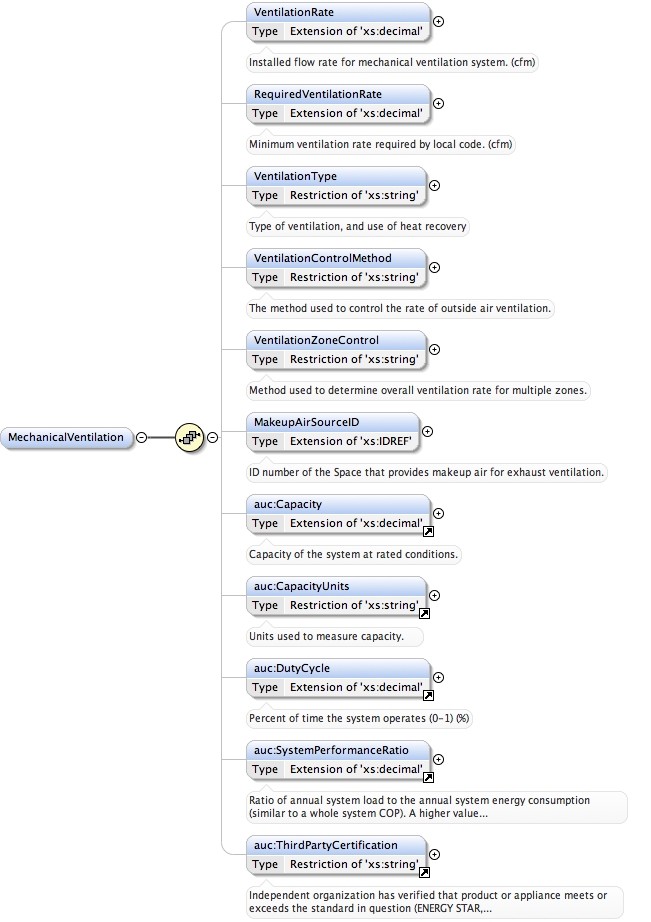 VentilationRate
Type Extension of 'xs:decimal'
Installed flow rate for mechanical ventilation system. (cfm)
RequiredVentilationRate
Type Extension of 'xs:decimal'
Minimum ventilation rate required by local code. (cfm)
VentilationType
Type Restriction of 'xs:string'
Type of ventilation, and use of heat recovery
VentilationControlMethod
Type Restriction of 'xs:string'
The method used to control the rate of outside air ventilation.
VentilationZoneControl
Type Restriction of 'xs:string'
Method used to determine overall ventilation rate for multiple zones.
MechanicalVentilation
MakeupAirSourceID
Type Extension of 'xs:IDREF'
ID number of the Space that provides makeup air for exhaust ventilation.
auc:Capacity
Type Extension of 'xs:decimal'
Capacity of the system at rated conditions.
auc:CapacityUnits
Type Restriction of 'xs:string'
Units used to measure capacity.
auc:DutyCycle
Type Extension of 'xs:decimal'
Percent of time the system operates (0-1) (%)
auc:SystemPerformanceRatio
Type Extension of 'xs:decimal'
Ratio of annual system load to the annual system energy consumption
(similar to a whole system COP). A higher value...
auc:ThirdPartyCertification
Type Restriction of 'xs:string'
Independent organization has verified that product or appliance meets or
exceeds the standard in question (ENERGY STAR,...